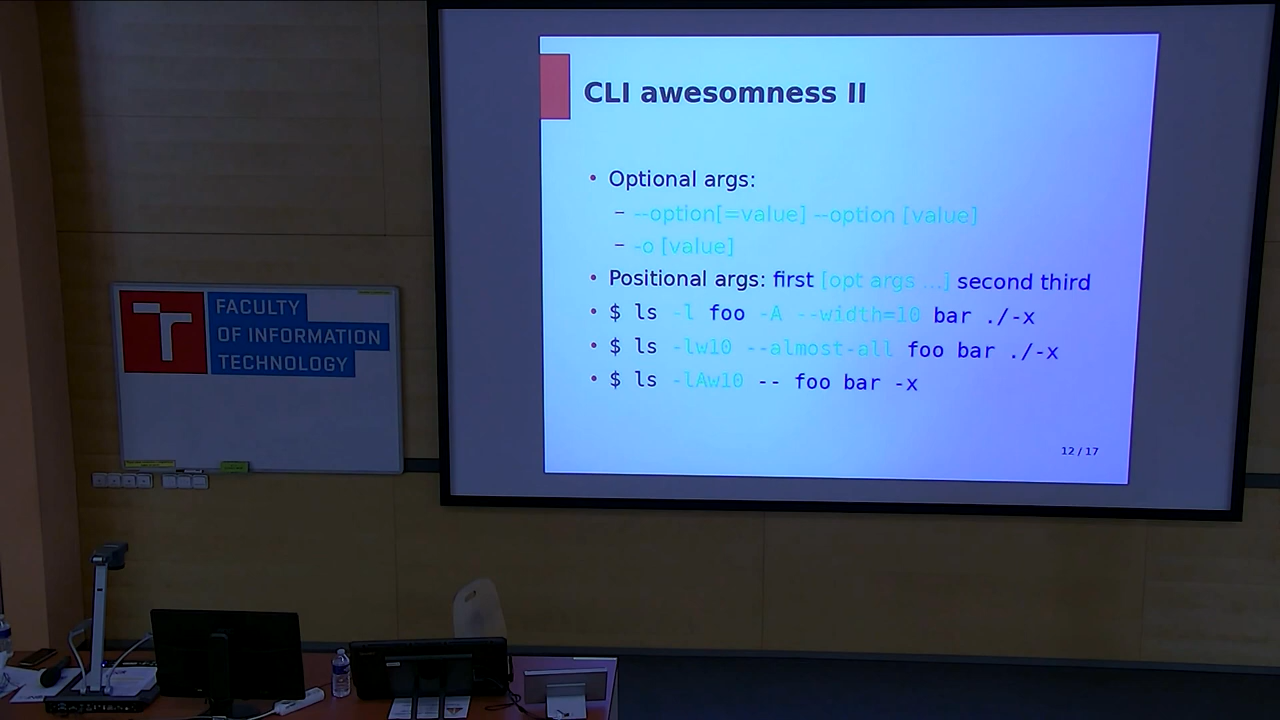 CLI awesomness II
• Optional args:
– --option[=value] --option [value]
– -o [value]
• Positional args: first [opt args ...] second third
• $ ls -l foo -A --width=10 bar ./-x
• $ ls -lw10 --almost-all foo bar ./-x
• $ ls -lAw10 -- foo bar -x
12 / 17
FACULTY
OF INFORMATION
TECHNOLOGY